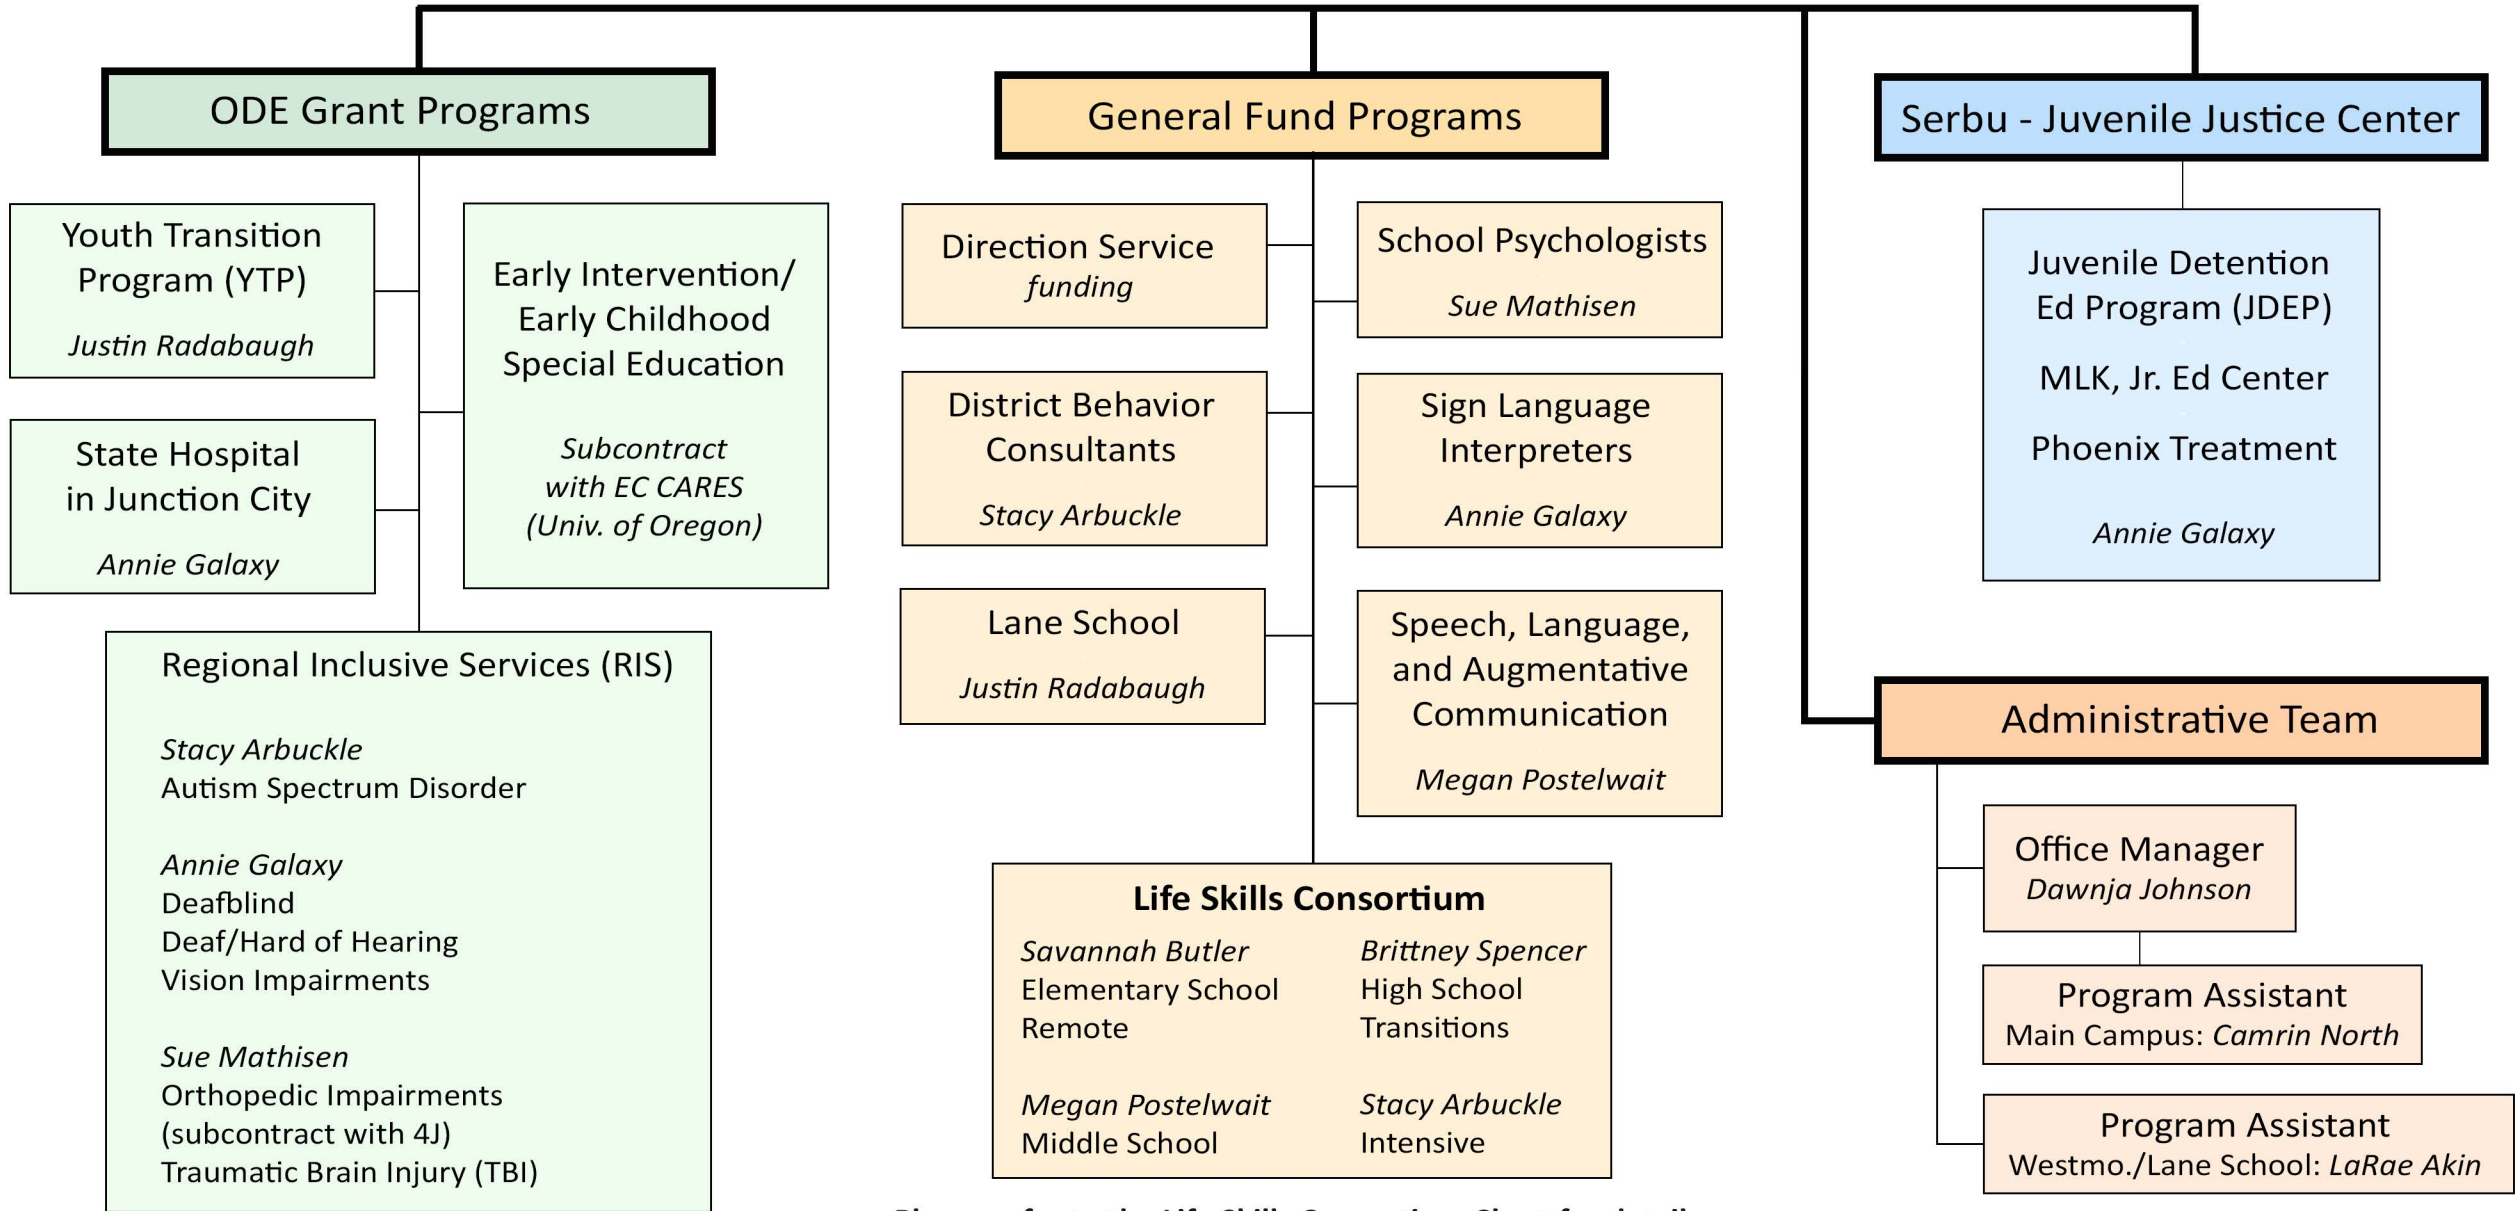 ODE Grant Programs
Youth Transition
Program (YTP)
Justin Radabaugh
State Hospital
in Junction City
Annie Galaxy
Early Intervention/
Early Childhood
Special Education
Subcontract
with EC CARES
(Univ. of Oregon)
Regional Inclusive Services (RIS)
Stacy Arbuckle
Autism Spectrum Disorder
Annie Galaxy
Deafblind
Deaf/Hard of Hearing
Vision Impairments
Sue Mathisen
Orthopedic Impairments
(subcontract with 4J)
Traumatic Brain Injury (TBI)
General Fund Programs
Direction Service
funding
School Psychologists
Sue Mathisen
District Behavior
Consultants
Stacy Arbuckle
Sign Language
Interpreters
Annie Galaxy
Lane School
Justin Radabaugh
Speech, Language,
and Augmentative
Communication
Megan Postelwait
Life Skills Consortium
Savannah Butler
Elementary School
Remote
Megan Postelwait
Middle School
Brittney Spencer
High School
Transitions
Stacy Arbuckle
Intensive
Serbu - Juvenile Justice Center
Juvenile Detention
Ed Program (JDEP)
MLK, Jr. Ed Center
Phoenix Treatment
Annie Galaxy
Administrative Team
Office Manager
Dawnja Johnson
Program Assistant
Main Campus: Camrin North
Program Assistant
Westmo./Lane School: LaRae Akin